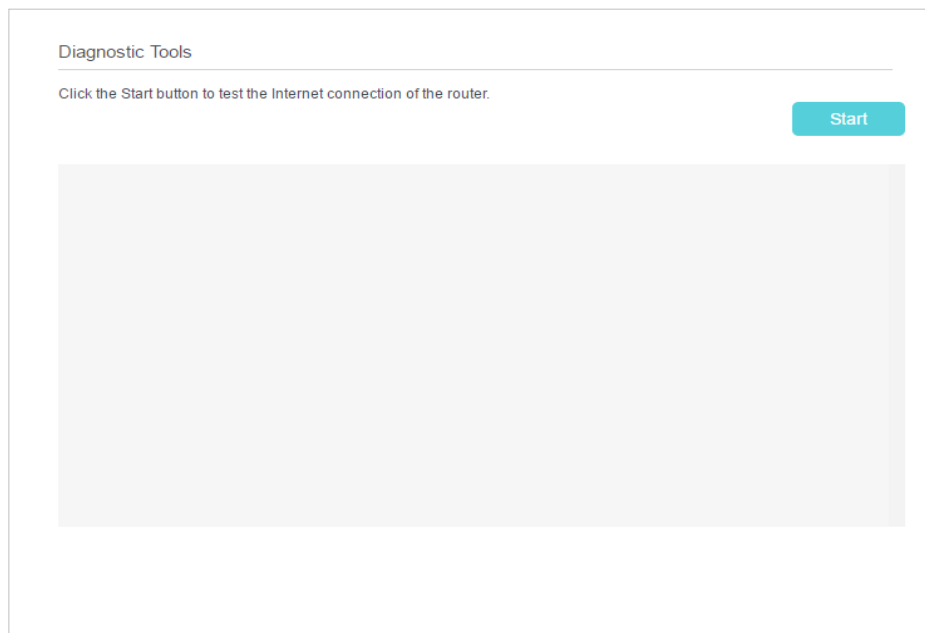 Diagnostic Tools
Click the Start button to test the Internet connection of the router.
Start